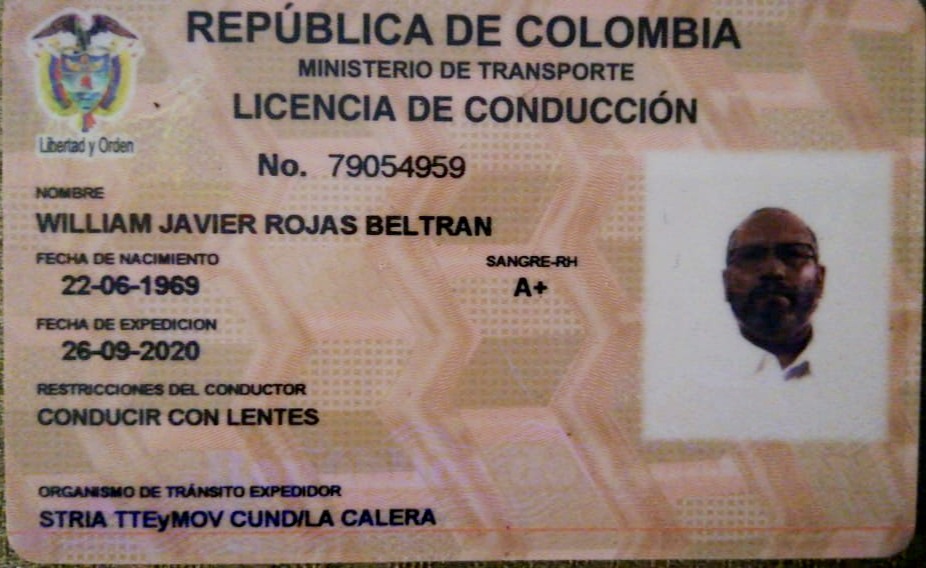 REPÚBLICA DE COLOMBIA
MINISTERIO DE TRANSPORTE
LICENCIA DE CONDUCCIÓN
Libertad y Orden
No. 79054959
NOMBRE
WILLIAM JAVIER ROJAS BELTRAN
FECHA DE NACIMIENTO SANGRE-RH
22-06-1969 A+
FECHA DE EXPEDICION
26-09-2020
RESTRICCIONES DEL CONDUCTOR
CONDUCIR CON LENTES
ORGANISMO DE TRÁNSITO EXPEDIDOR
STRIA TTEyMOV CUND/LA CALERA